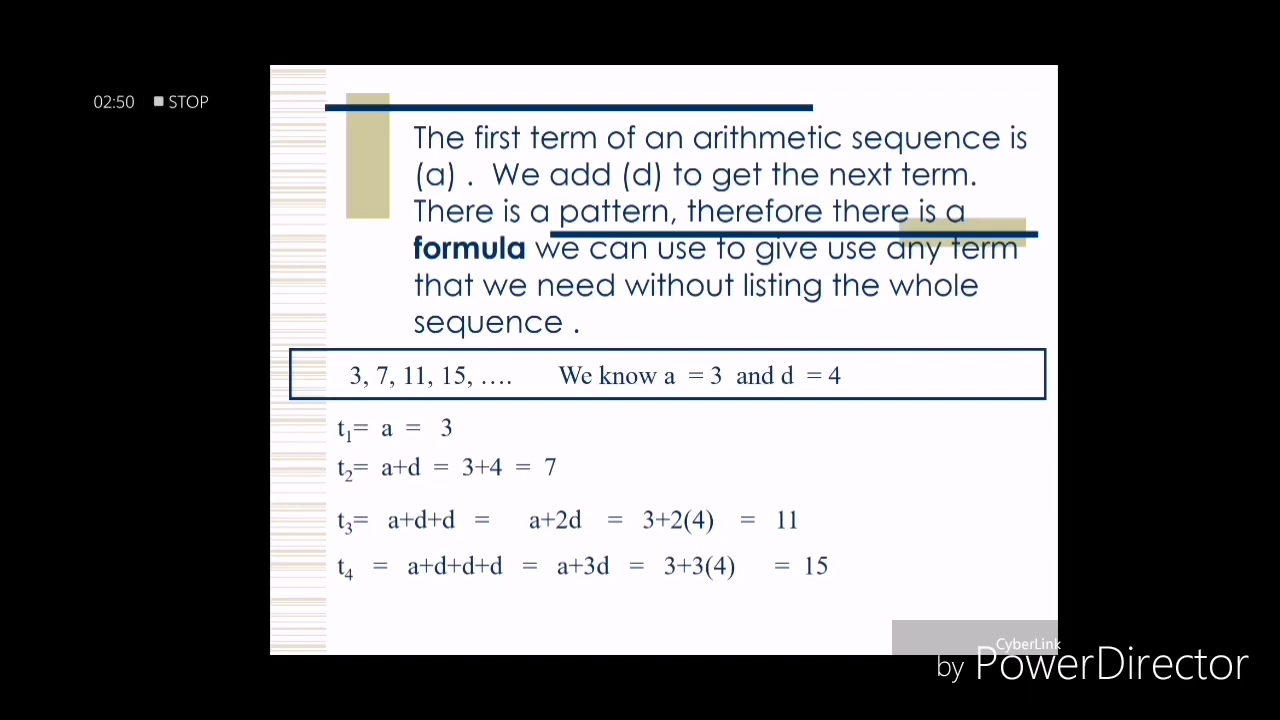 02:50 STOP
The first term of an arithmetic sequence is
(a) . We add (d) to get the next term.
There is a pattern, therefore there is a
formula we can use to give use any term
that we need without listing the whole
sequence .
3, 7, 11, 15, …. We know a = 3 and d = 4
t₁= a = 3
t₂= a+d = 3+4 = 7
t₃= a+d+d = a+2d = 3+2(4) = 11
t₄ = a+d+d+d = a+3d = 3+3(4) = 15
CyberLink
by PowerDirector